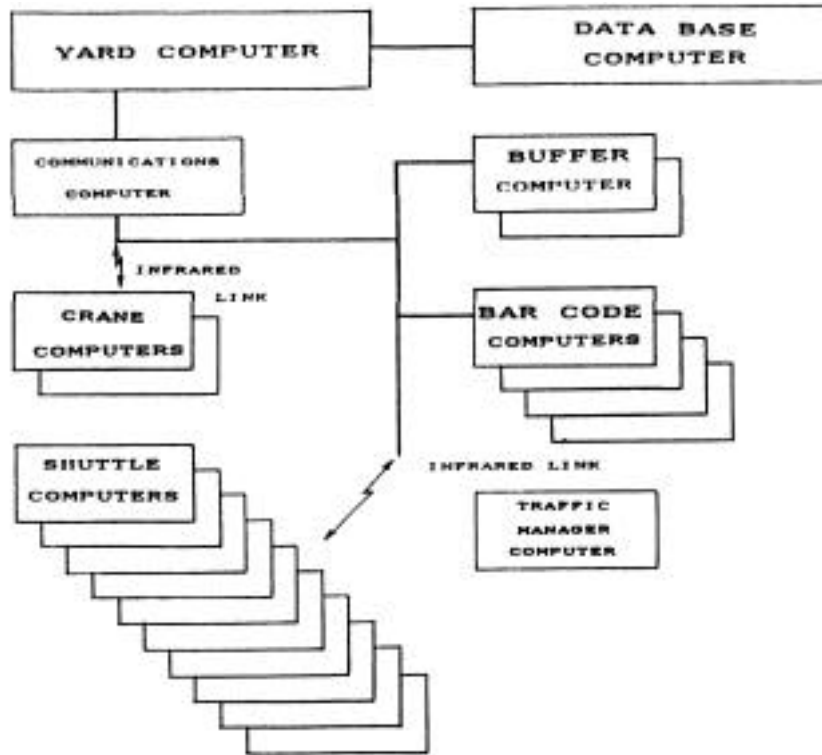 YARD COMPUTER
DATA BASE
COMPUTER
COMMUNICATIONS
COMPUTER
BUFFER
COMPUTER
INFRARED
LINK
CRANE
COMPUTERS
BAR CODE
COMPUTERS
SHUTTLE
COMPUTERS
INFRARED LINK
TRAFFIC
MANAGER
COMPUTER